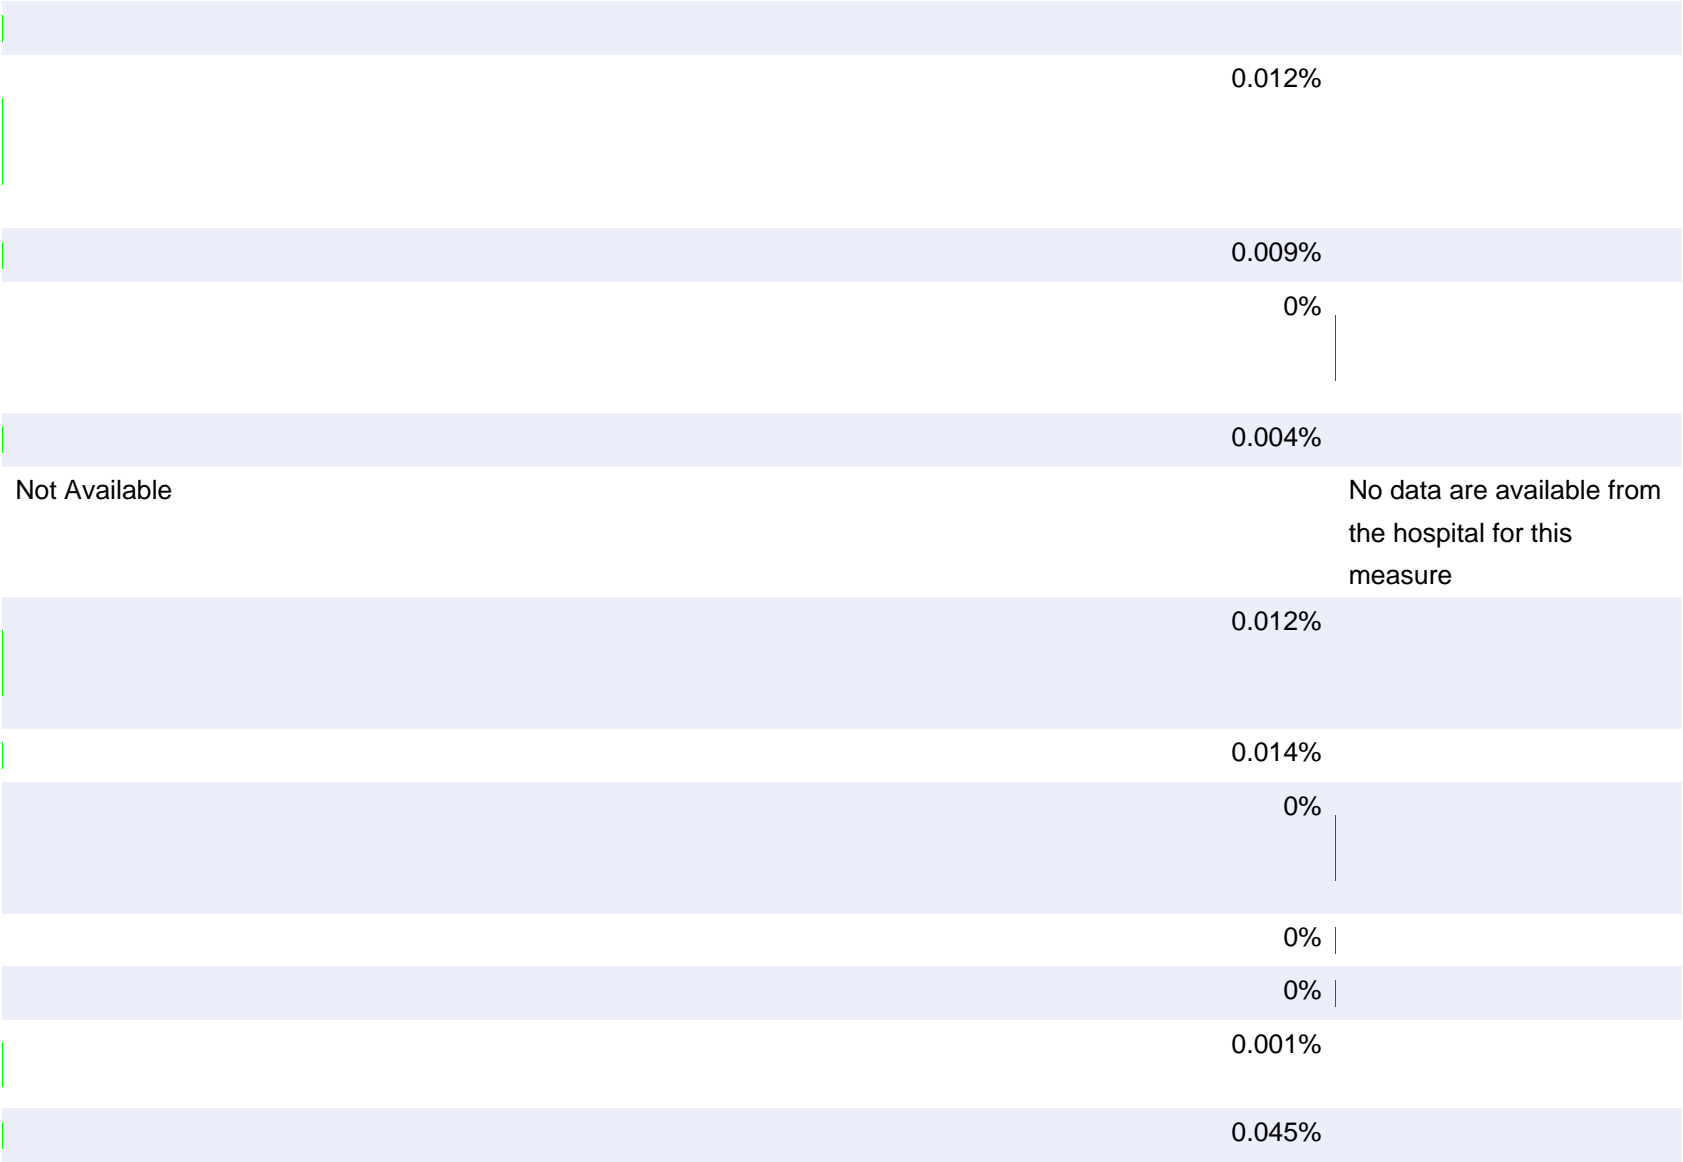 0.012%
0.009%
0%
0.004%
Not Available
No data are available from
the hospital for this
measure
0.012%
0.014%
0%
0%
0%
0.001%
0.045%